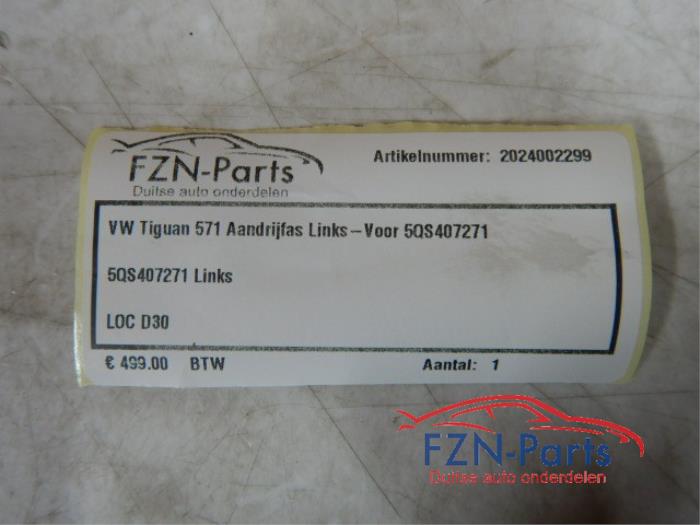 FZN-Parts
Duitse auto onderdelen
Artikelnummer: 2024002299
VW Tiguan 571 Aandrijfas Links-Voor 5QS407271
5QS407271 Links
LOC D30
€ 499.00 BTW
Aantal: 1
FZN-Parts
Duitse auto onderdelen